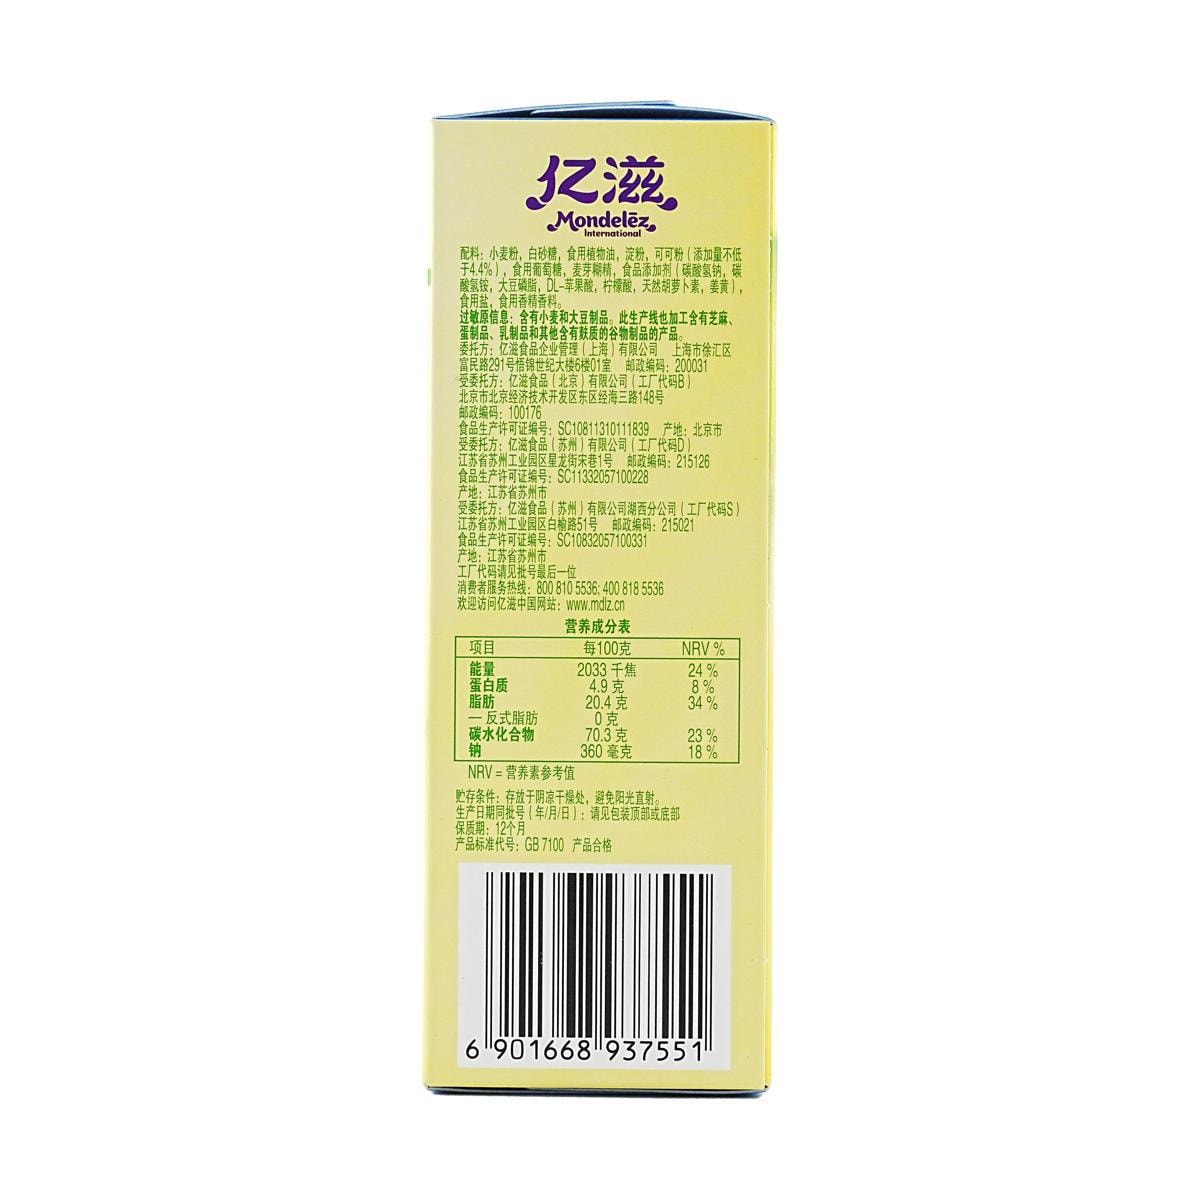 亿滋
Mondelēz
International
配料：小麦粉，白砂糖，食用植物油，淀粉，可可粉（添加量不低
于4.4%），食用葡萄糖，麦芽糊精，食品添加剂（碳酸氢钠，碳
酸氢铵，大豆磷脂，DL-苹果酸，柠檬酸，天然胡萝卜素，姜黄），
食用盐，食用香精香料。
过敏原信息：含有小麦和大豆制品。此生产线也加工含有芝麻、
蛋制品、乳制品和其他含有麸质的谷物制品的产品。
委托方：亿滋食品企业管理（上海）有限公司 上海市徐汇区
富民路291号悟锦世纪大楼6楼01室 邮政编码：200031
受委托方：亿滋食品（北京）有限公司（工厂代码B）
北京市北京经济技术开发区东区经海三路148号
邮政编码：100176
食品生产许可证编号：SC10811310111839 产地：北京市
受委托方：亿滋食品（苏州）有限公司（工厂代码D）
江苏省苏州工业园区星龙街宋巷1号 邮政编码：215126
食品生产许可证编号：SC11332057100228
产地：江苏省苏州市
受委托方：亿滋食品（苏州）有限公司湖西分公司（工厂代码S）
江苏省苏州工业园区白榆路51号 邮政编码：215021
食品生产许可证编号：SC10832057100331
产地：江苏省苏州市
工厂代码请见批号最后一位
消费者服务热线：800 810 5536; 400 818 5536
欢迎访问亿滋中国网站：www.mdlz.cn
营养成分表
项目 每100克 NRV %
能量 2033 千焦 24 %
蛋白质 4.9 克 8 %
脂肪 20.4 克 34 %
— 反式脂肪 0 克
碳水化合物 70.3 克 23 %
钠 360 毫克 18 %
NRV = 营养素参考值
贮存条件：存放于阴凉干燥处，避免阳光直射。
生产日期同批号（年/月/日）：请见包装顶部或底部
保质期：12个月
产品标准代号：GB 7100 产品合格
6 901668 937551